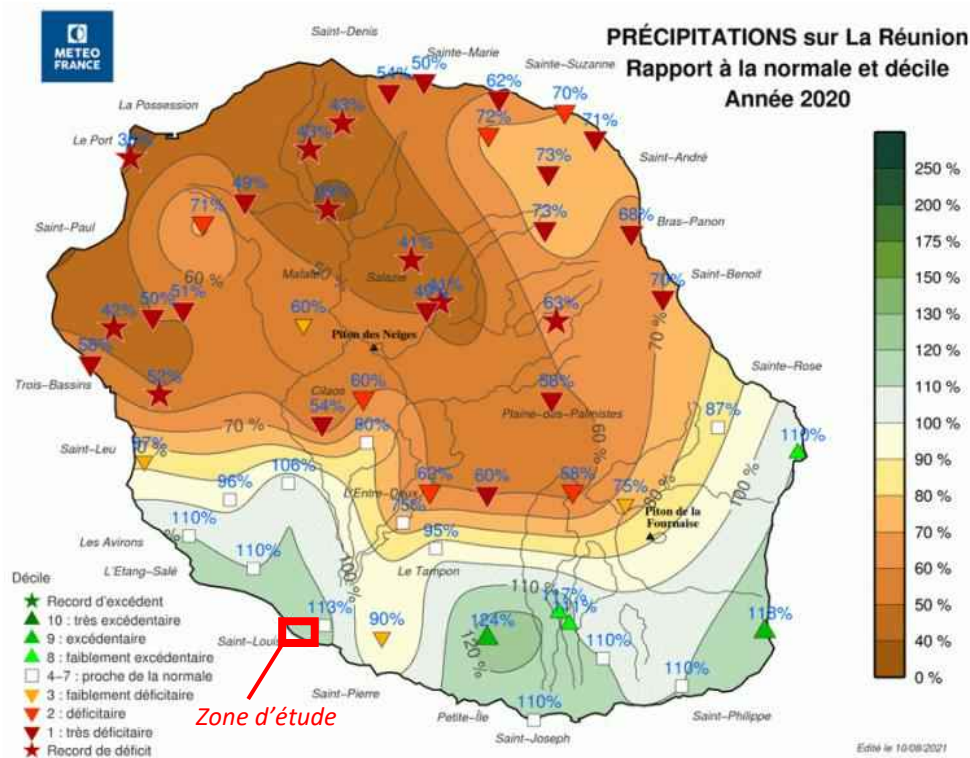 METEO
FRANCE
PRÉCIPITATIONS sur La Réunion
Rapport à la normale et décile
Année 2020
Saint-Denis
Sainte-Marie
50%
54%
62%
Sainte-Suzanne
La Possession
43%
70%
72%
71%
Le Port
43%
Saint-André
73%
49%
71%
73%
68%
Bras-Panon
Saint-Paul
41%
60 %
Salazie
Saint-Benoit
70%
50%
51%
60%
63%
42%
Piton des Neiges
70 %
Trois-Bassins
52%
Cilaos
60%
58%
Sainte-Rose
54%
Plaine-des-Palmistes
70 %
80%
60 %
87%
110%
Saint-Leu
106%
96%
62%
60%
58%
75%
80 %
100 %
L'Entre-Deux
75%
Piton de la
Fournaise
110%
95%
Les Avirons
110%
L'Etang-Salé
100 %
Le Tampon
110 %
117%
111%
113%
90%
124%
120 %
118%
110%
Saint-Louis
110%
Saint-Pierre
Zone d'étude
Petite-Île
110%
Saint-Joseph
Saint-Philippe
Décile
Record d'excédent
10 : très excédentaire
9 : excédentaire
8 : faiblement excédentaire
4-7 : proche de la normale
3 : faiblement déficitaire
2 : déficitaire
1 : très déficitaire
Record de déficit
250 %
200 %
175 %
150 %
130 %
120 %
110 %
100 %
90 %
80 %
70 %
60 %
50 %
40 %
0 %
Edité le 10/08/2021